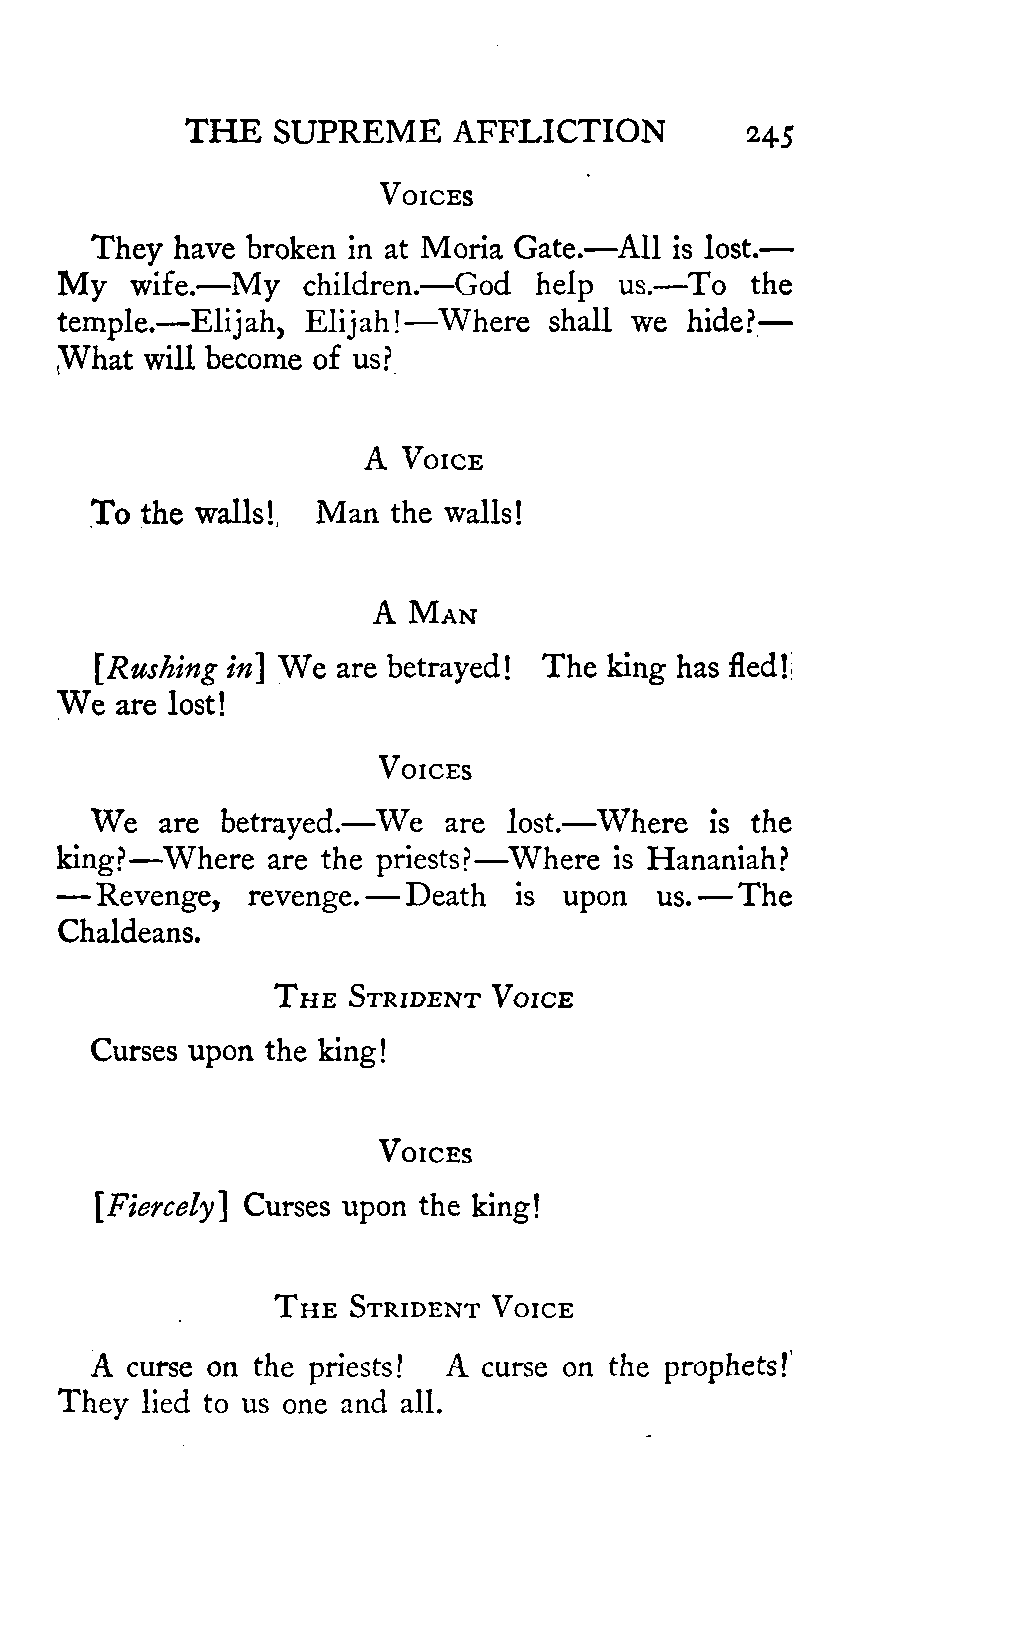 THE SUPREME AFFLICTION 245
VOICES
They have broken in at Moria Gate.—All is lost.—
My wife.—My children.—God help us.—To the
temple.—Elijah, Elijah!—Where shall we hide?—
What will become of us?
A VOICE
To the walls! Man the walls!
A MAN
[Rushing in] We are betrayed! The king has fled!
We are lost!
VOICES
We are betrayed.—We are lost.—Where is the
king?—Where are the priests?—Where is Hananiah?
—Revenge, revenge.—Death is upon us.—The
Chaldeans.
THE STRIDENT VOICE
Curses upon the king!
VOICES
[Fiercely] Curses upon the king!
THE STRIDENT VOICE
A curse on the priests! A curse on the prophets!
They lied to us one and all.